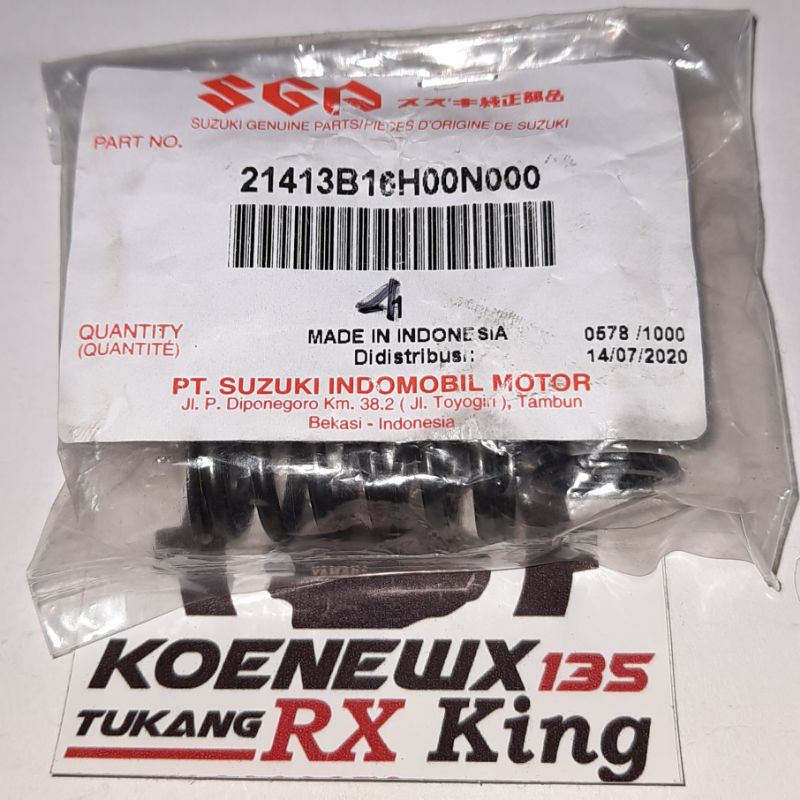 SGP スズキ純正部品
SUZUKI GENUINE PARTS/PIECES D'ORIGINE DE SUZUKI
PART NO.
21413B16H00N000
4
QUANTITY
(QUANTITÉ)
MADE IN INDONESIA
0578 /1000
Didistribusi:
14/07/2020
PT. SUZUKI INDOMOBIL MOTOR
Jl. P. Diponegoro Km. 38.2 ( Jl. Toyogiri ), Tambun
Bekasi - Indonesia
KOENEWX 135
TUKANG RX King